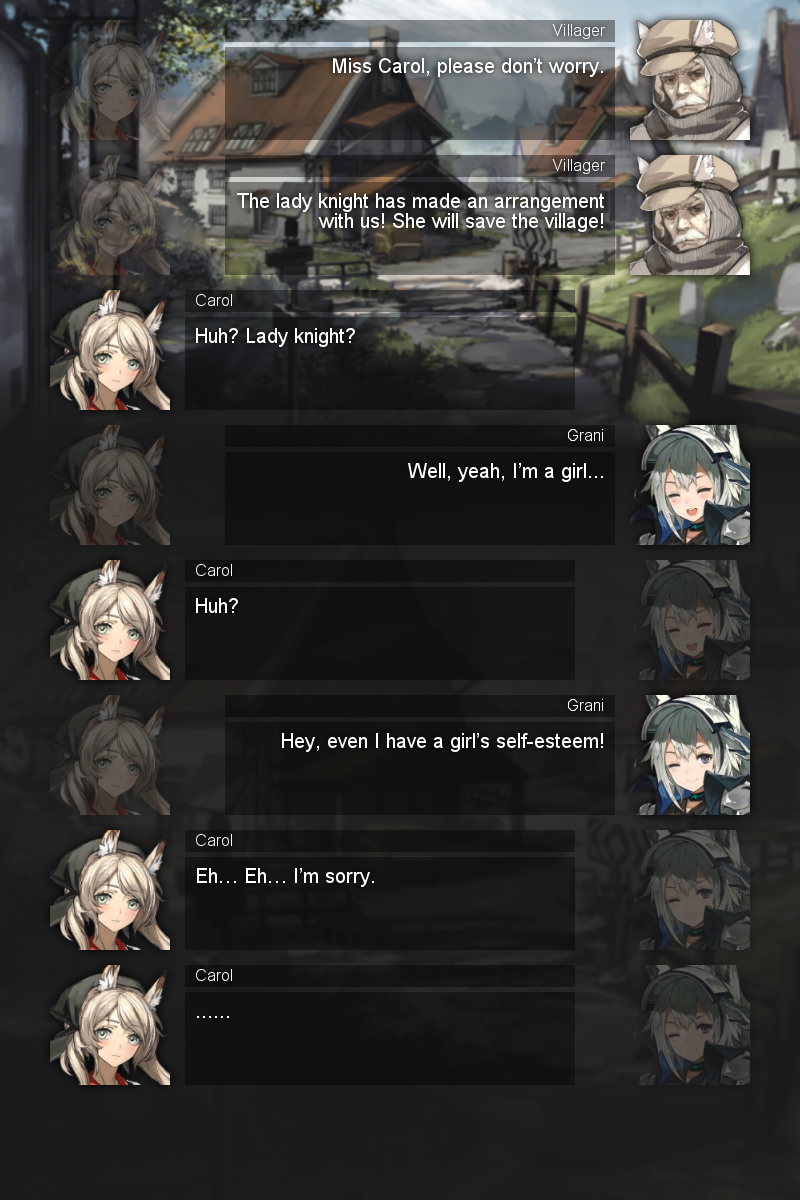 Villager
Miss Carol, please don't worry.
Villager
The lady knight has made an arrangement
with us! She will save the village!
Carol
Huh? Lady knight?
Grani
Well, yeah, I'm a girl...
Carol
Huh?
Grani
Hey, even I have a girl's self-esteem!
Carol
Eh… Eh… I'm sorry.
Carol
......